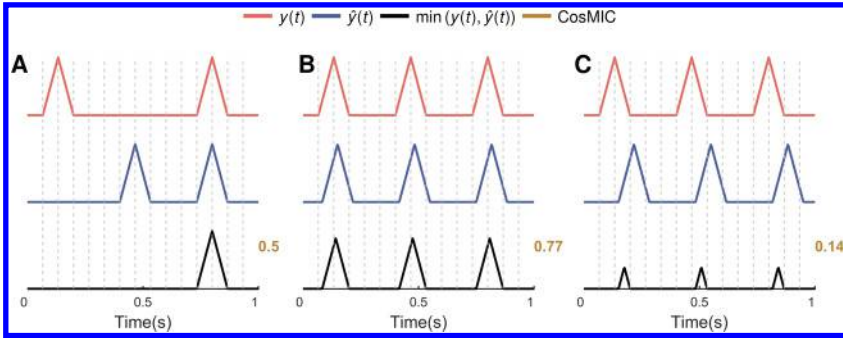 y(t) ŷ(t) min (y(t), ŷ(t)) CosMIC
A B C
0.5 0.77 0.14
0 0.5 1 0 0.5 1 0 0.5 1
Time(s) Time(s) Time(s)